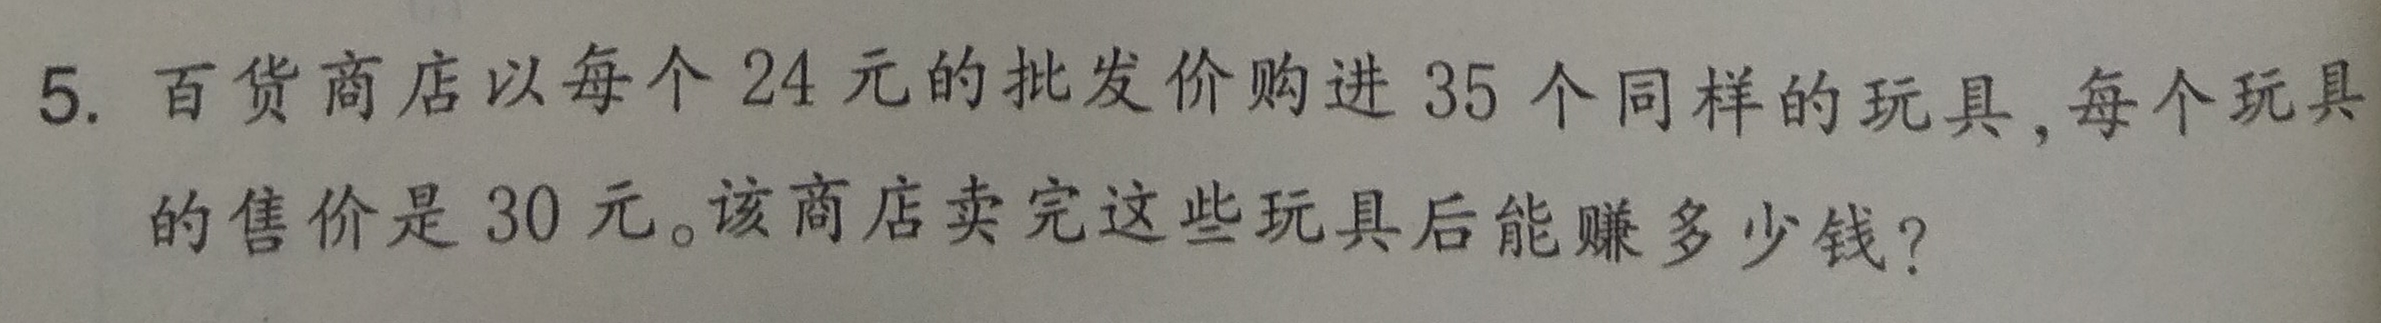 5. 百货商店以每个 24 元的批发价购进 35 个同样的玩具,每个玩具
的售价是 30 元。该商店卖完这些玩具后能赚多少钱?